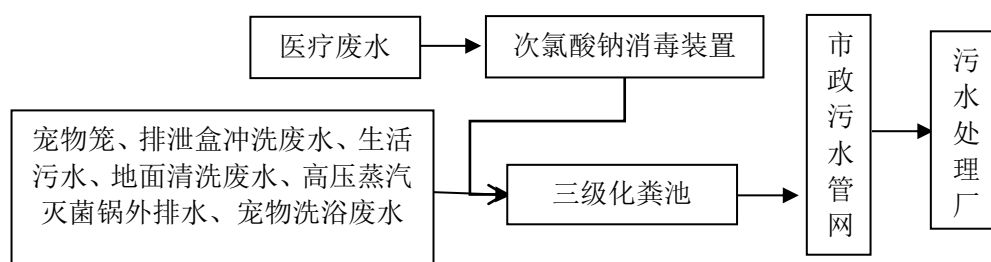 医疗废水
次氯酸钠消毒装置
宠物笼、排泄盒冲洗废水、生活
污水、地面清洗废水、高压蒸汽
灭菌锅外排水、宠物洗浴废水
三级化粪池
市政污水管网
污水处理厂